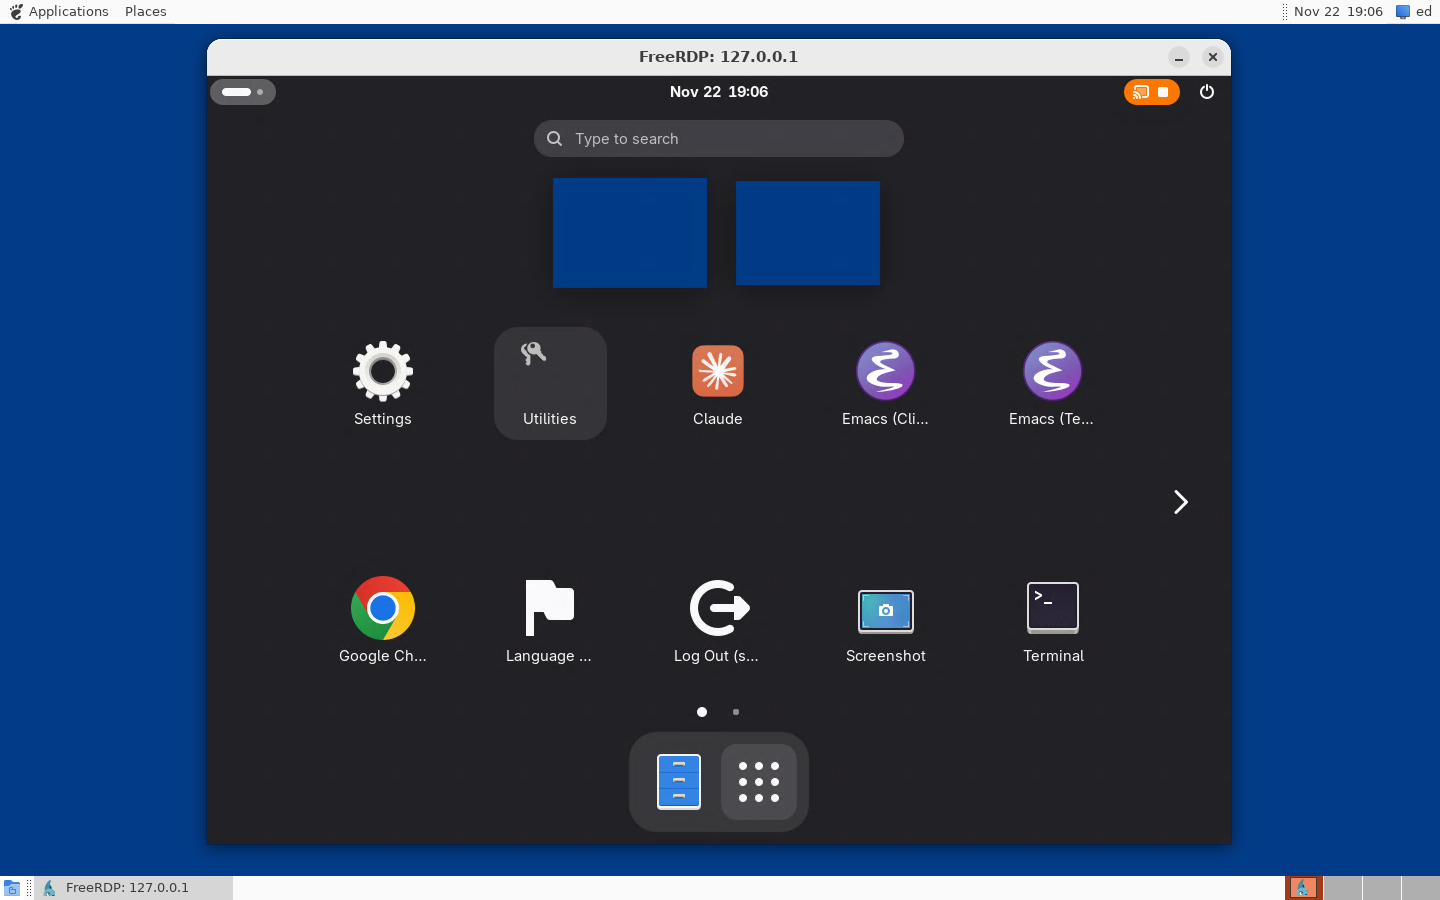 Applications Places Nov 22 19:06 ed
FreeRDP: 127.0.0.1
Nov 22 19:06
Type to search
Settings Utilities Claude Emacs (Cli... Emacs (Te...
Google Ch... Language ... Log Out (s... Screenshot Terminal
FreeRDP: 127.0.0.1